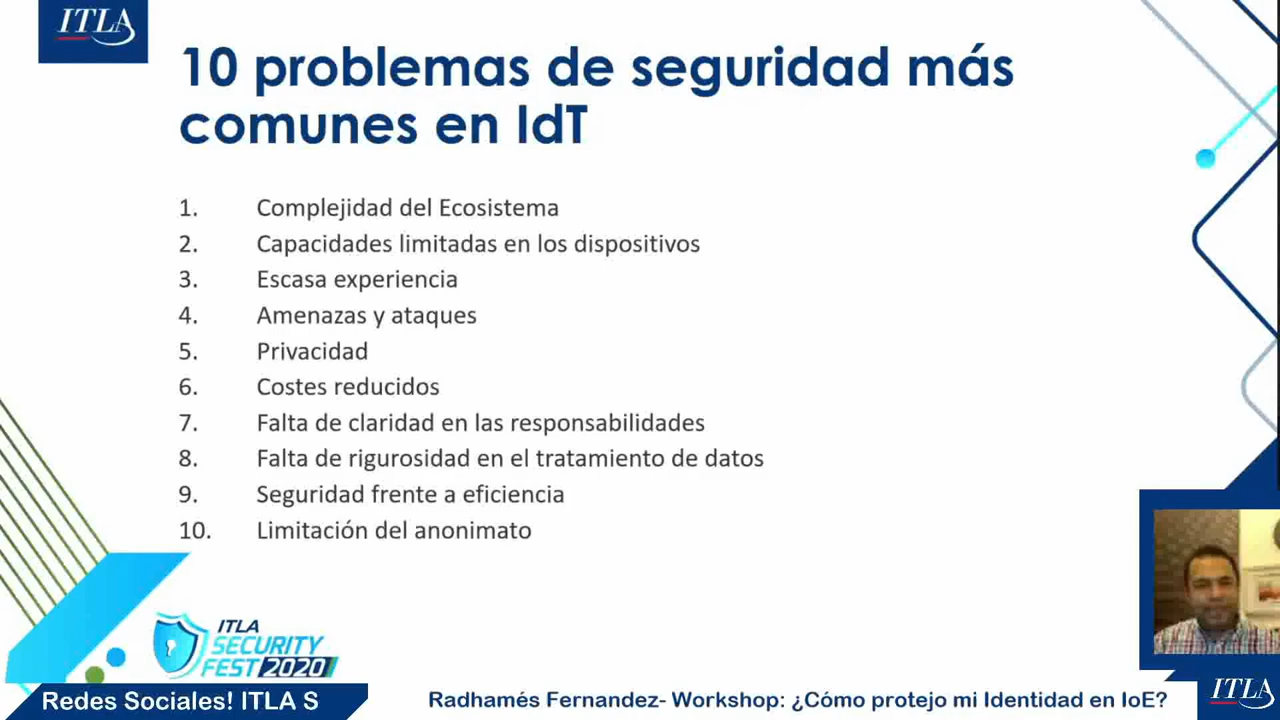 ITLA
10 problemas de seguridad más
comunes en IdT
1. Complejidad del Ecosistema
2. Capacidades limitadas en los dispositivos
3. Escasa experiencia
4. Amenazas y ataques
5. Privacidad
6. Costes reducidos
7. Falta de claridad en las responsabilidades
8. Falta de rigurosidad en el tratamiento de datos
9. Seguridad frente a eficiencia
10. Limitación del anonimato
ITLA
SECURITY
FEST 2020
Redes Sociales! ITLA S
Radhamés Fernandez- Workshop: ¿Cómo protejo mi Identidad en IoE?
ITLA